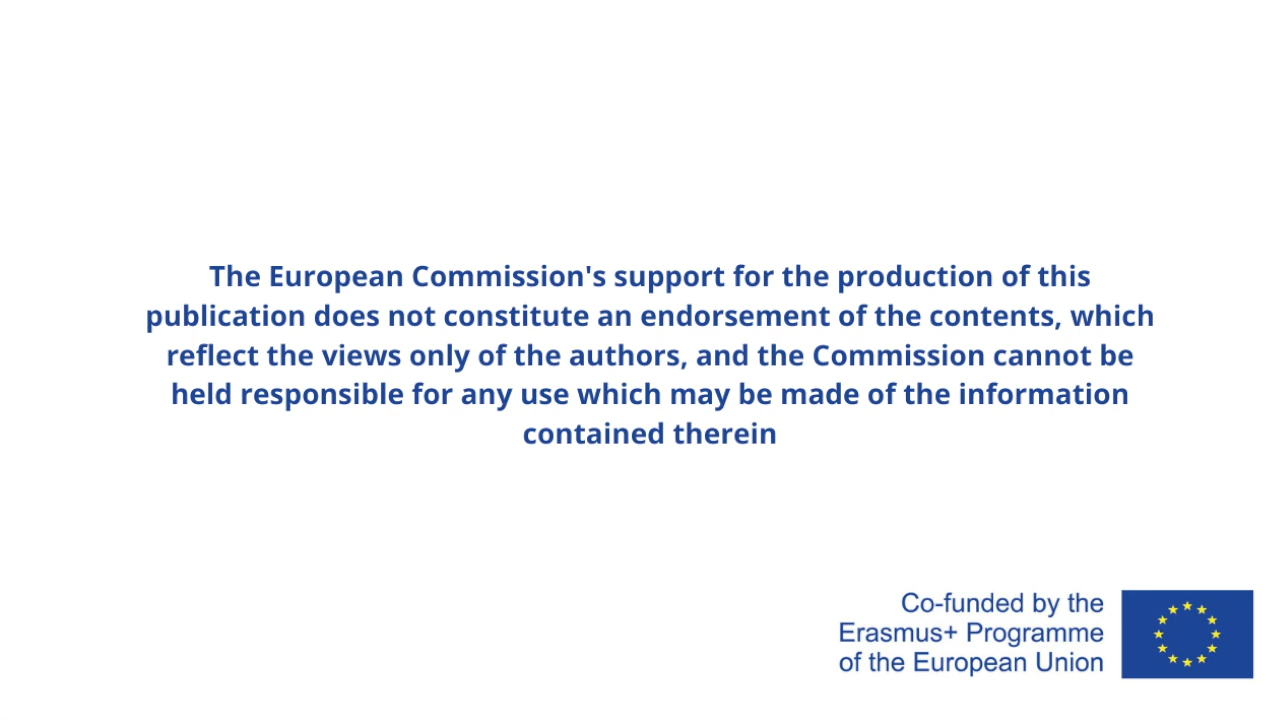 The European Commission's support for the production of this
publication does not constitute an endorsement of the contents, which
reflect the views only of the authors, and the Commission cannot be
held responsible for any use which may be made of the information
contained therein
Co-funded by the
Erasmus+ Programme
of the European Union